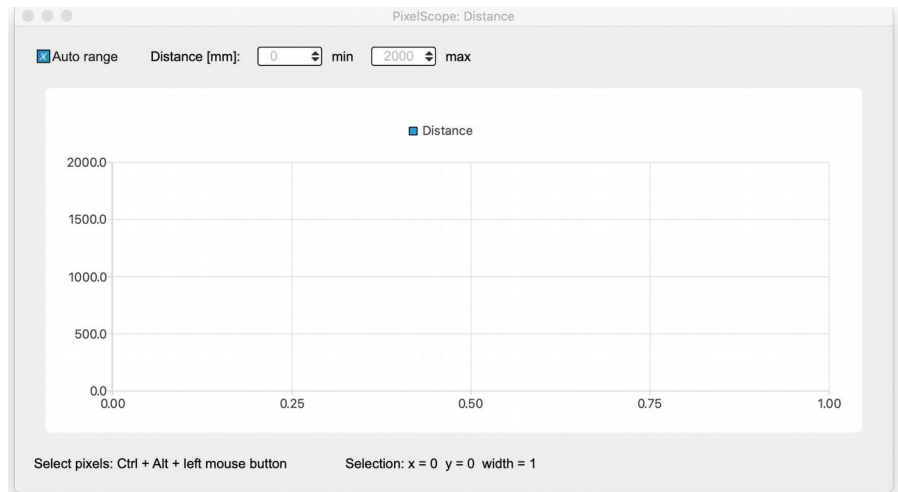 PixelScope: Distance
x Auto range Distance [mm]: 0 min 2000 max
Distance
2000.0
1500.0
1000.0
500.0
0.0
0.00 0.25 0.50 0.75 1.00
Select pixels: Ctrl + Alt + left mouse button Selection: x = 0 y = 0 width = 1